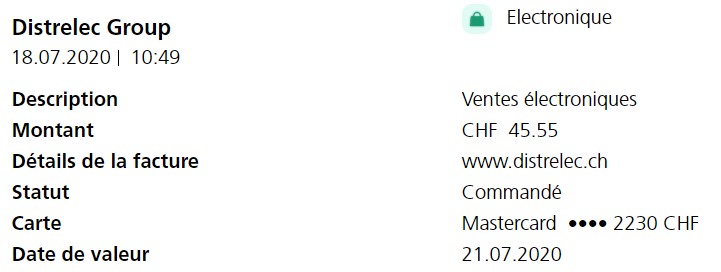 Distrelec Group
Electronique
18.07.2020 | 10:49
Description Ventes électroniques
Montant CHF 45.55
Détails de la facture www.distrelec.ch
Statut Commandé
Carte Mastercard •••• 2230 CHF
Date de valeur 21.07.2020